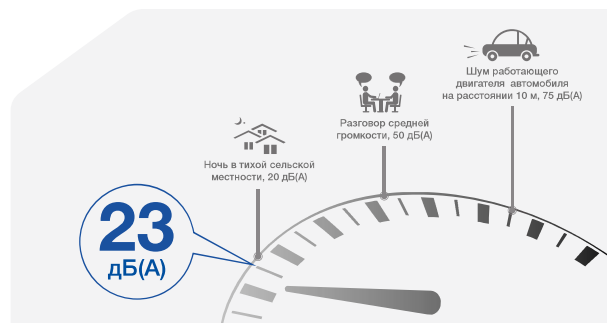 Шум работающего
двигателя автомобиля
на расстоянии 10 м, 75 дБ(А)
Разговор средней
громкости, 50 дБ(А)
Ночь в тихой сельской
местности, 20 дБ(А)
23
дБ(А)